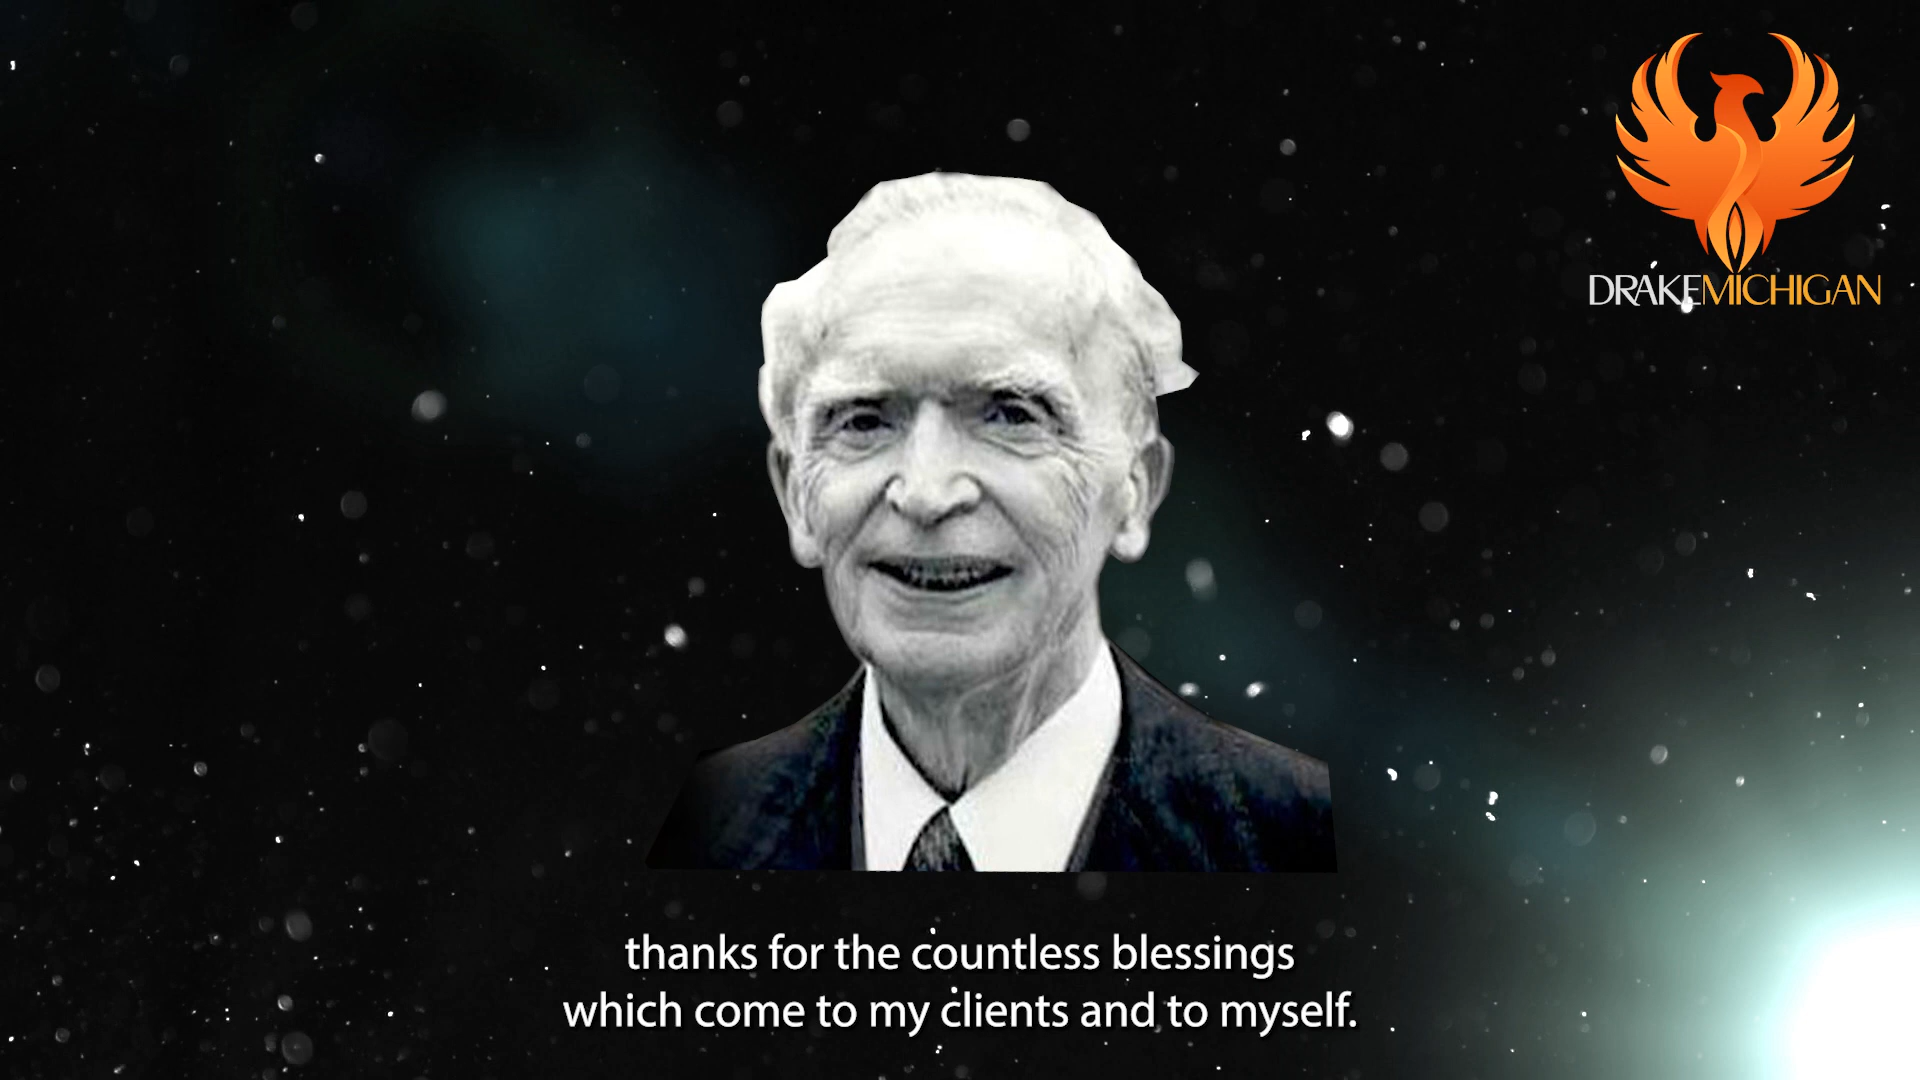 DRAKEMICHIGAN
thanks for the countless blessings
which come to my clients and to myself.